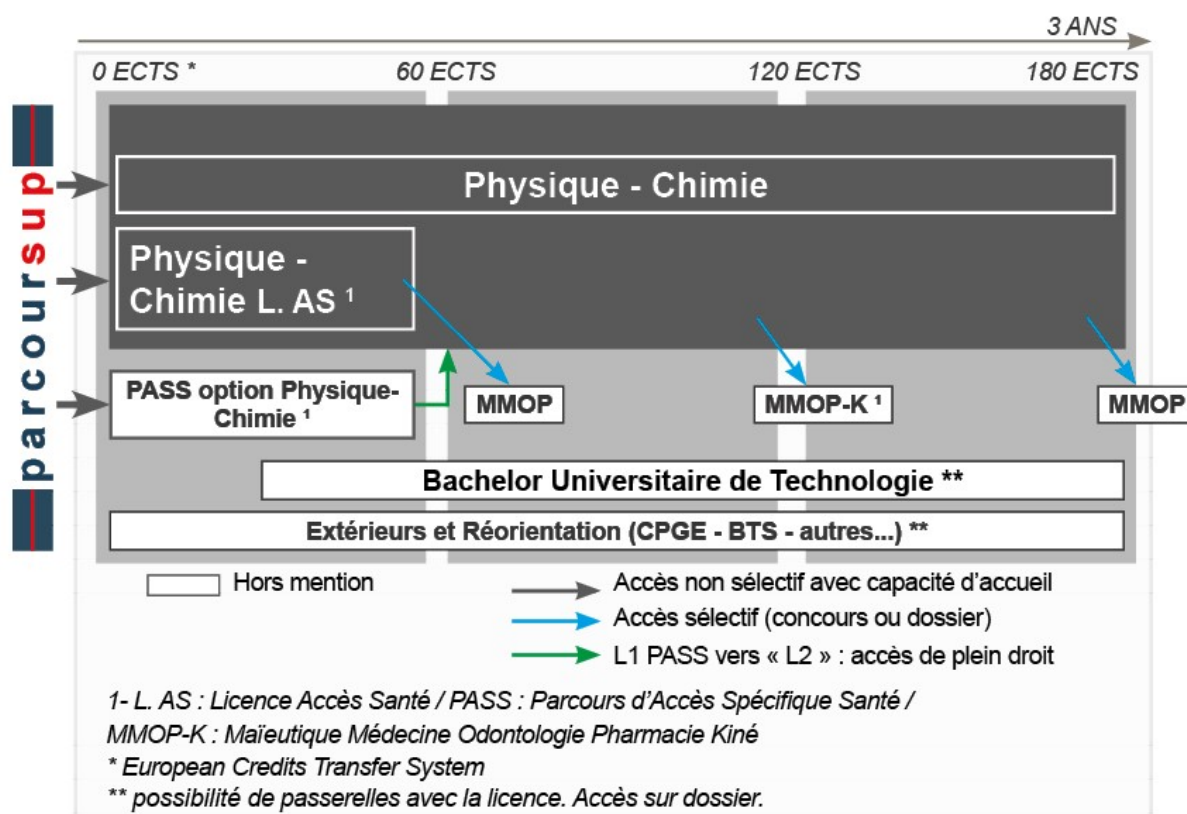 3 ANS
0 ECTS *
60 ECTS
120 ECTS
180 ECTS
parcoursup
Physique - Chimie
Physique -
Chimie L. AS ¹
PASS option Physique-
Chimie ¹
MMOP
MMOP-K ¹
MMOP
Bachelor Universitaire de Technologie **
Extérieurs et Réorientation (CPGE - BTS - autres...) **
Hors mention
Accès non sélectif avec capacité d'accueil
Accès sélectif (concours ou dossier)
L1 PASS vers « L2 » : accès de plein droit
1- L. AS : Licence Accès Santé / PASS : Parcours d'Accès Spécifique Santé /
MMOP-K : Maïeutique Médecine Odontologie Pharmacie Kiné
* European Credits Transfer System
** possibilité de passerelles avec la licence. Accès sur dossier.